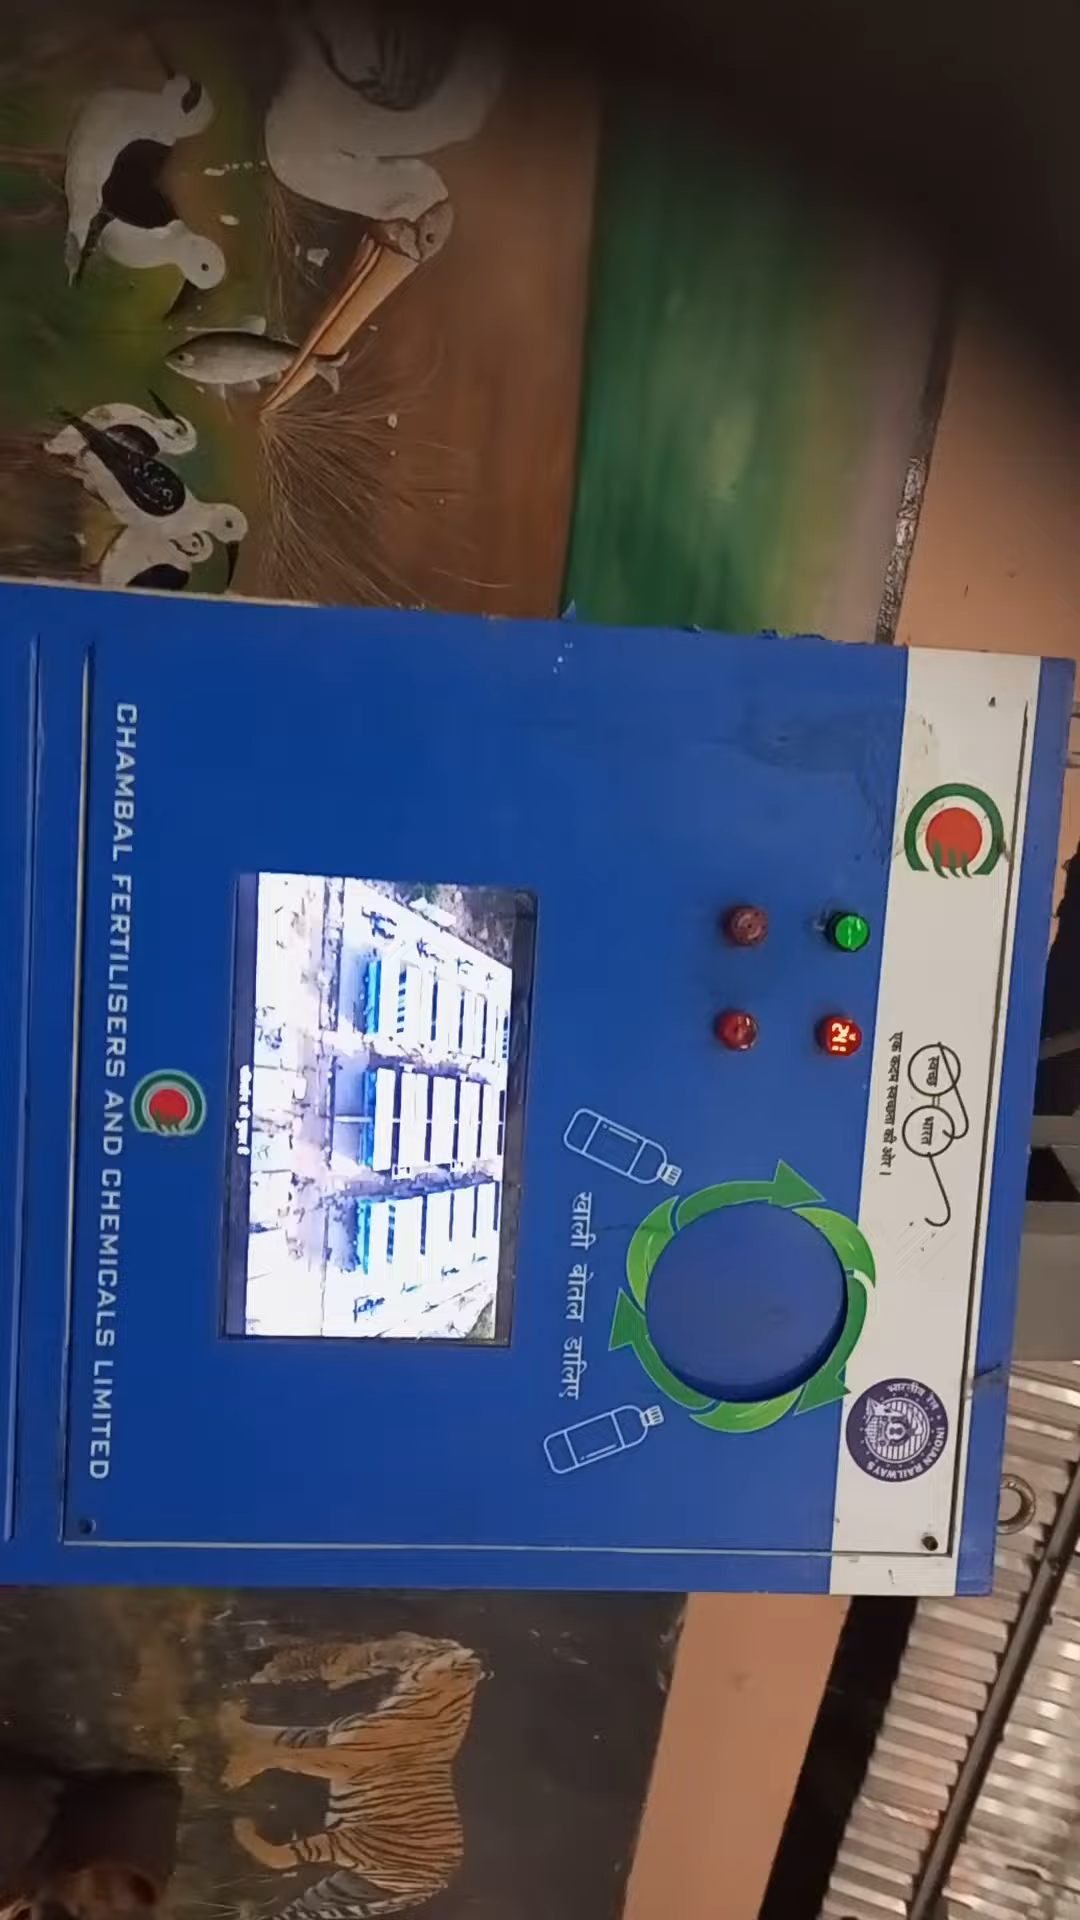 स्वच्छ भारत
एक कदम स्वच्छता की ओर।
भारतीय रेल
INDIAN RAILWAYS
खाली बोतल डालिए
CHAMBAL FERTILISERS AND CHEMICALS LIMITED